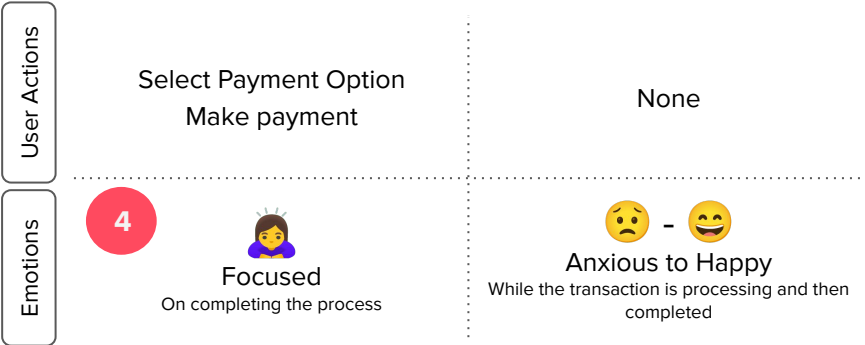 User Actions
Select Payment Option
Make payment
None
Emotions
4
Focused
On completing the process
-
Anxious to Happy
While the transaction is processing and then
completed